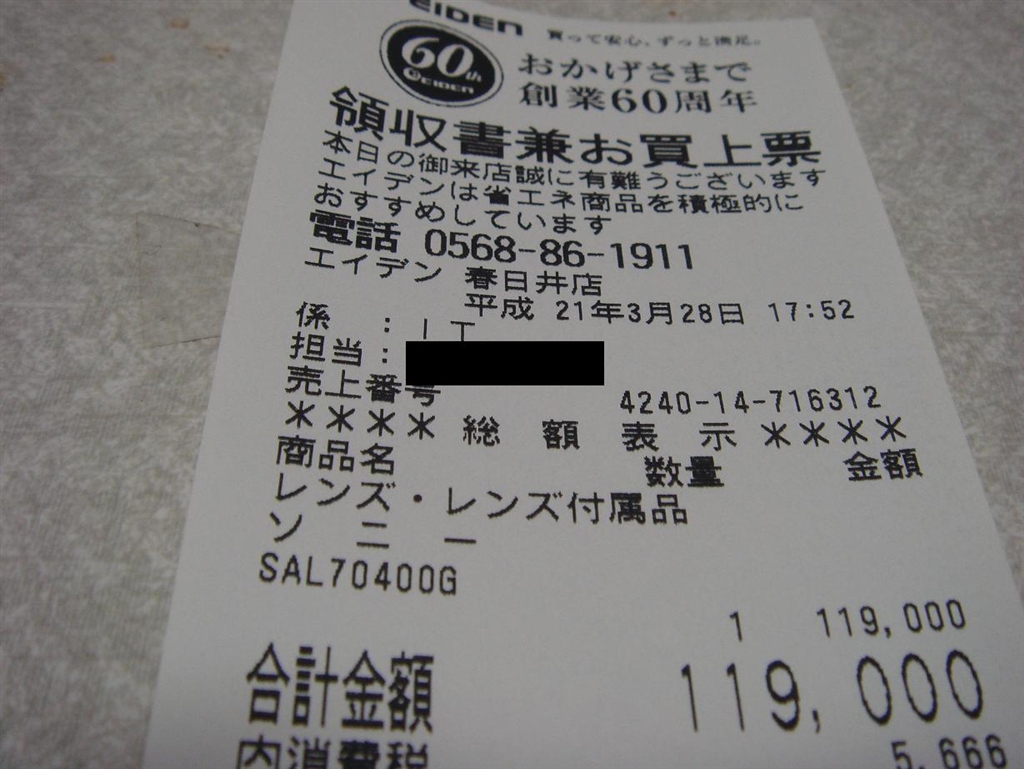 EIDEN 買って安心、ずっと満足。
60th
EIDEN
おかげさまで
創業60周年
領収書兼お買上票
本日の御来店誠に有難うございます
エイデンは省エネ商品を積極的に
おすすめしています
電話 0568-86-1911
エイデン 春日井店
平成 21年3月28日 17:52
係 : IT
担当:
売上番号 4240-14-716312
＊＊＊＊ 総 額 表 示 ＊＊＊＊
商品名 数量 金額
レンズ・レンズ付属品
ソニー
SAL70400G
1 119,000
合計金額 119,000
内消費税 5,666